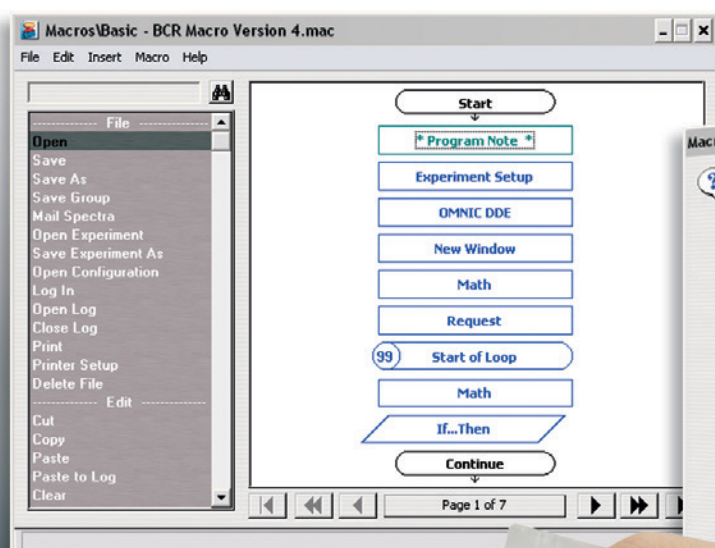 Macros\Basic - BCR Macro Version 4.mac
File Edit Insert Macro Help
File
Open
Save
Save As
Save Group
Mail Spectra
Open Experiment
Save Experiment As
Open Configuration
Log In
Open Log
Close Log
Print
Printer Setup
Delete File
Edit
Cut
Copy
Paste
Paste to Log
Clear
Start
* Program Note *
Experiment Setup
OMNIC DDE
New Window
Math
Request
99 Start of Loop
Math
If...Then
Continue
Page 1 of 7